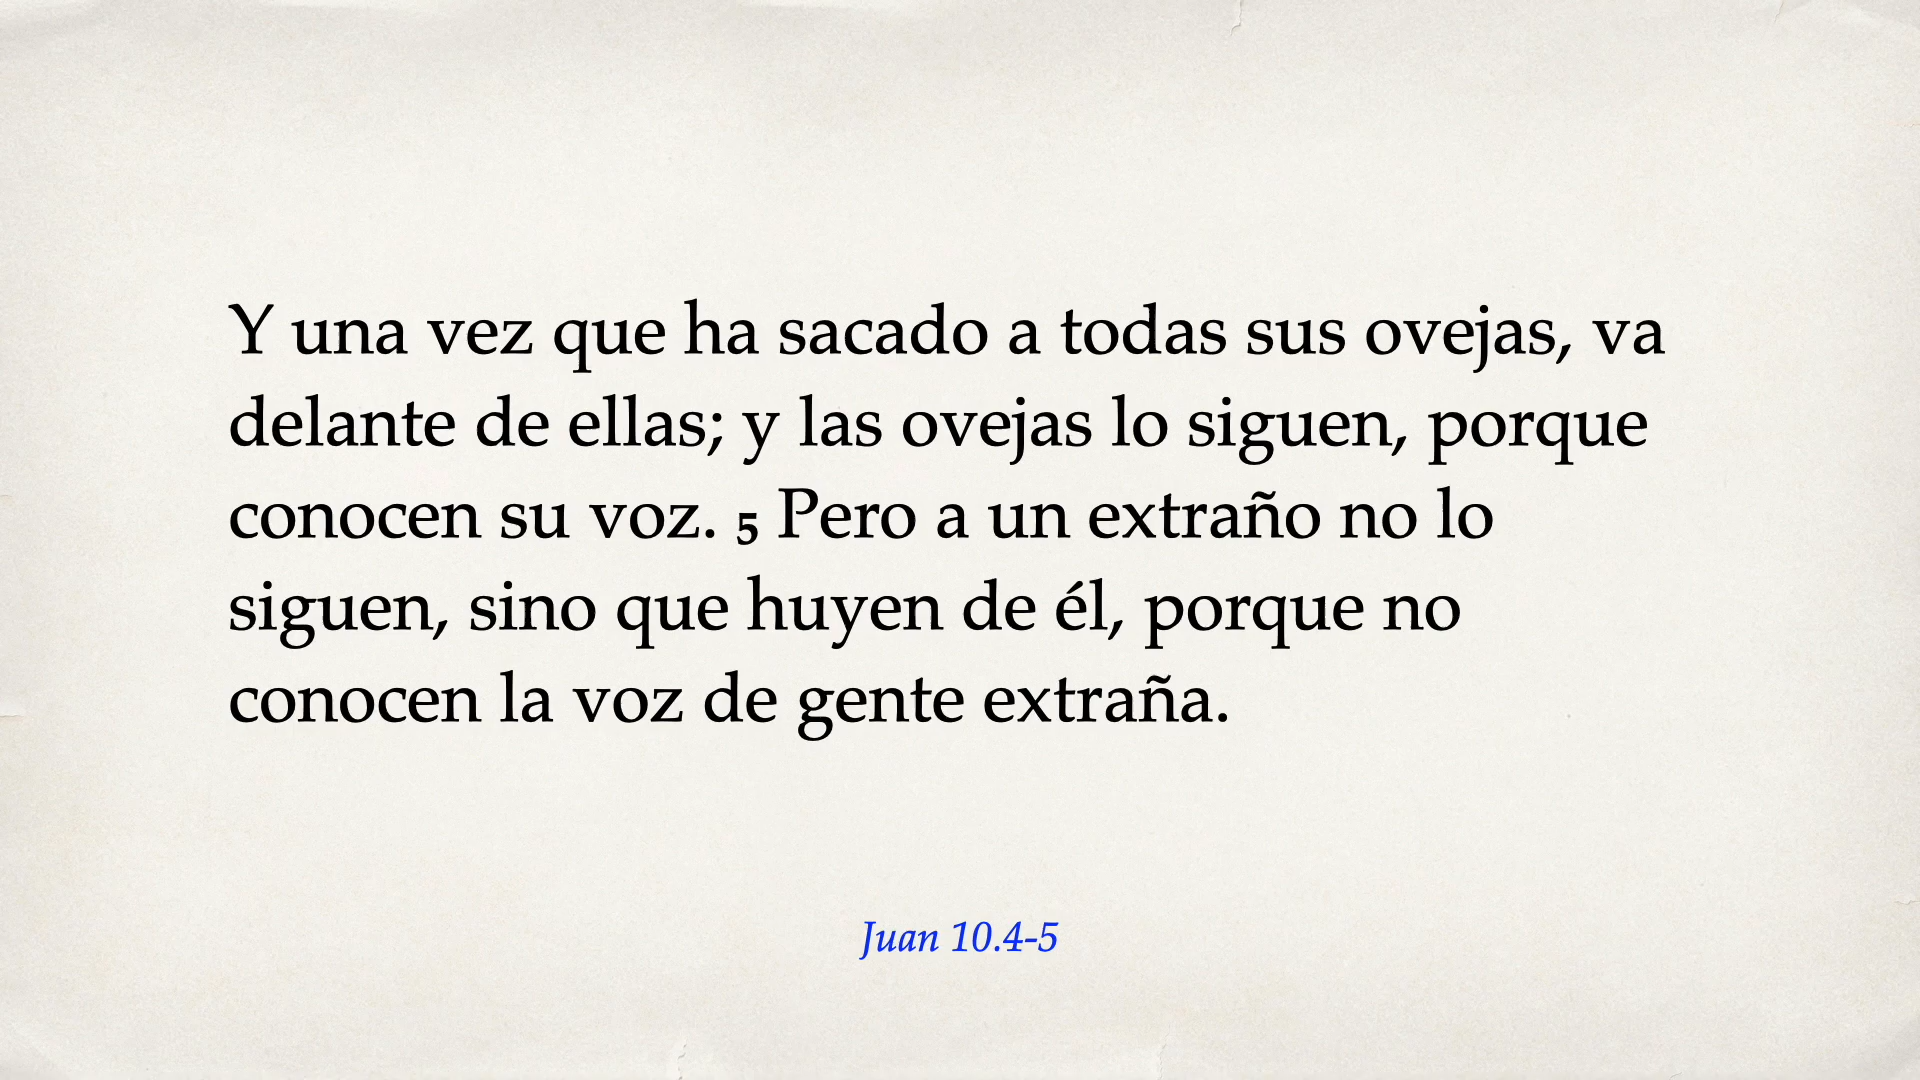 Y una vez que ha sacado a todas sus ovejas, va
delante de ellas; y las ovejas lo siguen, porque
conocen su voz. 5 Pero a un extraño no lo
siguen, sino que huyen de él, porque no
conocen la voz de gente extraña.
Juan 10.4-5